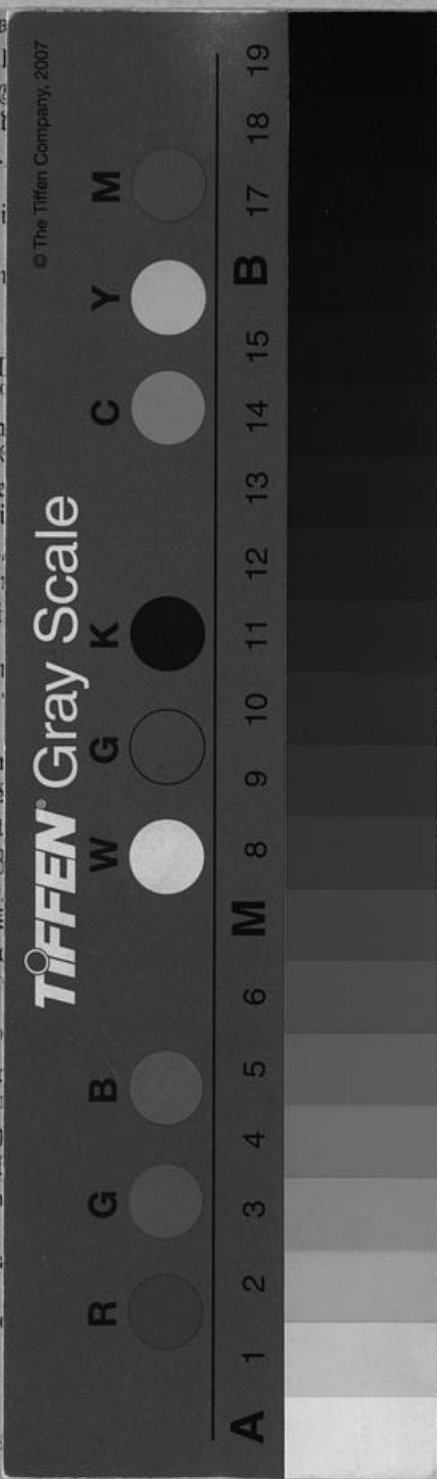 © The Tiffen Company, 2007
TIFFEN® Gray Scale
R G B W G K C Y M
A 1 2 3 4 5 6 M 8 9 10 11 12 13 14 15 B 17 18 19